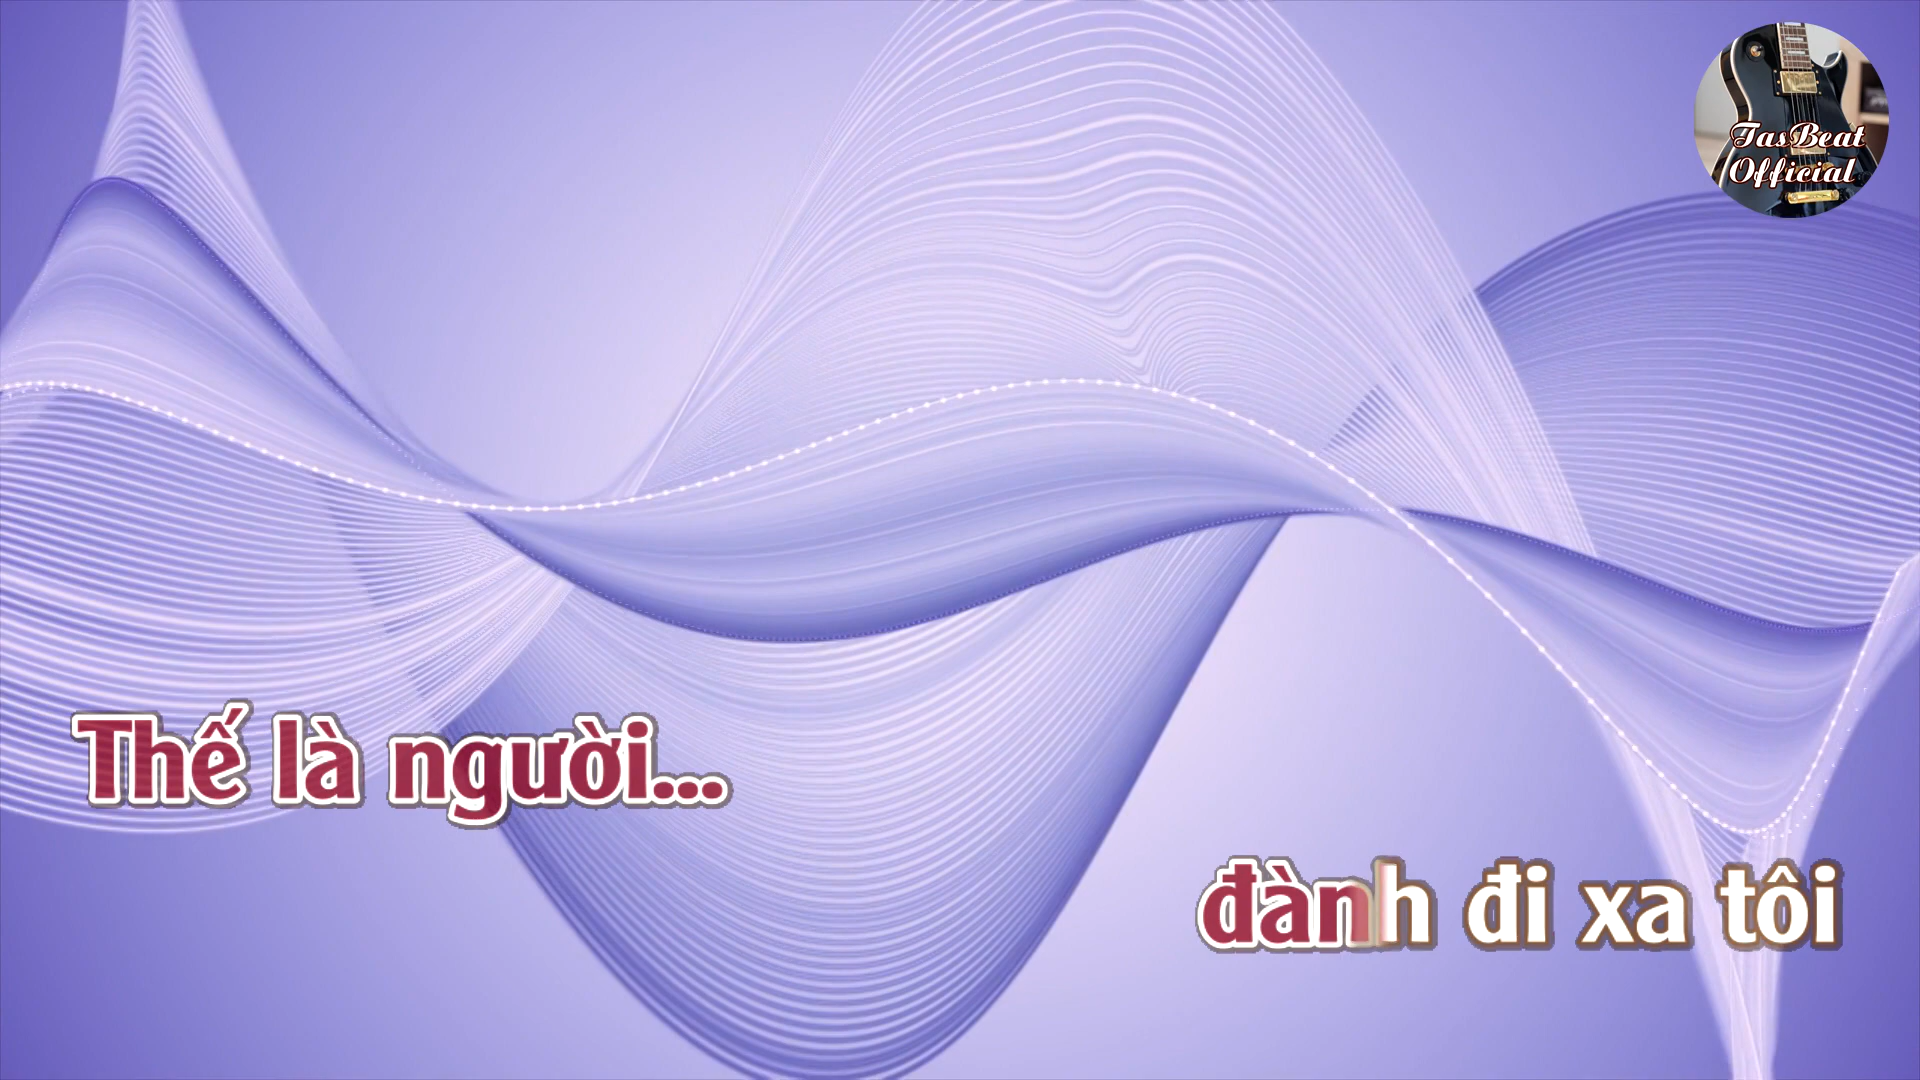 TasBeat
Official
Thế là người...
đành đi xa tôi